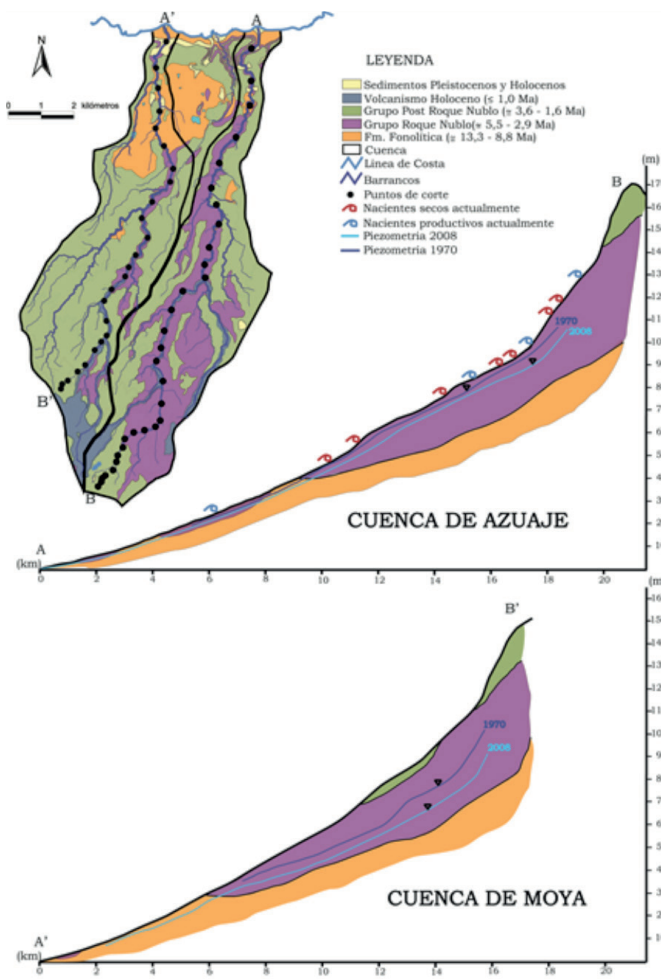 A'
A
N
0 1 2 kilómetros
LEYENDA
Sedimentos Pleistocenos y Holocenos
Volcanismo Holoceno (≤ 1,0 Ma)
Grupo Post Roque Nublo (≅ 3,6 - 1,6 Ma)
Grupo Roque Nublo(≅ 5,5 - 2,9 Ma)
Fm. Fonolítica (≅ 13,3 - 8,8 Ma)
Cuenca
Linea de Costa
Barrancos
Puntos de corte
Nacientes secos actualmente
Nacientes productivos actualmente
Piezometria 2008
Piezometria 1970
B'
B
B
1970
2008
CUENCA DE AZUAJE
A
(km)
0 2 4 6 8 10 12 14 16 18 20
B'
1970
2008
CUENCA DE MOYA
A'
(km)
0 2 4 6 8 10 12 14 16 18 20